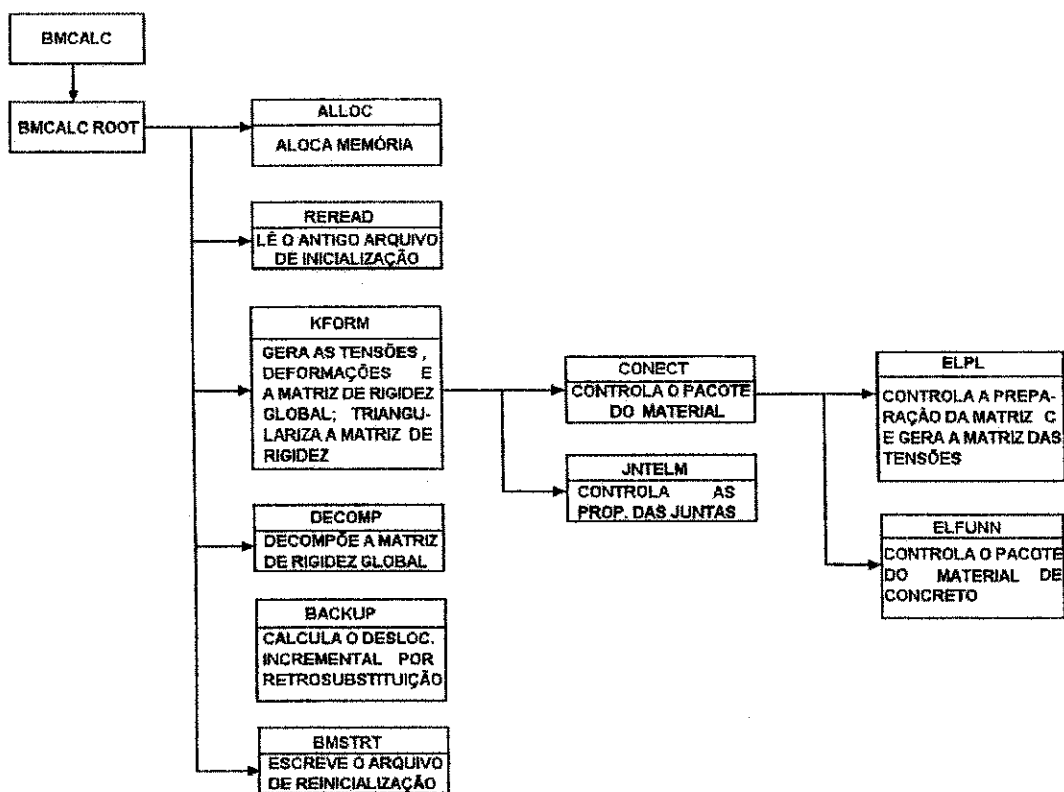 BMCALC
BMCALC ROOT
ALLOC
ALOCA MEMÓRIA
REREAD
LÊ O ANTIGO ARQUIVO
DE INICIALIZAÇÃO
KFORM
GERA AS TENSÕES ,
DEFORMAÇÕES E
A MATRIZ DE RIGIDEZ
GLOBAL; TRIANGU-
LARIZA A MATRIZ DE
RIGIDEZ
DECOMP
DECOMPÕE A MATRIZ
DE RIGIDEZ GLOBAL
BACKUP
CALCULA O DESLOC.
INCREMENTAL POR
RETROSUBSTITUIÇÃO
BMSTRT
ESCREVE O ARQUIVO
DE REINICIALIZAÇÃO
CONECT
CONTROLA O PACOTE
DO MATERIAL
JNTELM
CONTROLA AS
PROP. DAS JUNTAS
ELPL
CONTROLA A PREPA-
RAÇÃO DA MATRIZ C
E GERA A MATRIZ DAS
TENSÕES
ELFUNN
CONTROLA O PACOTE
DO MATERIAL DE
CONCRETO